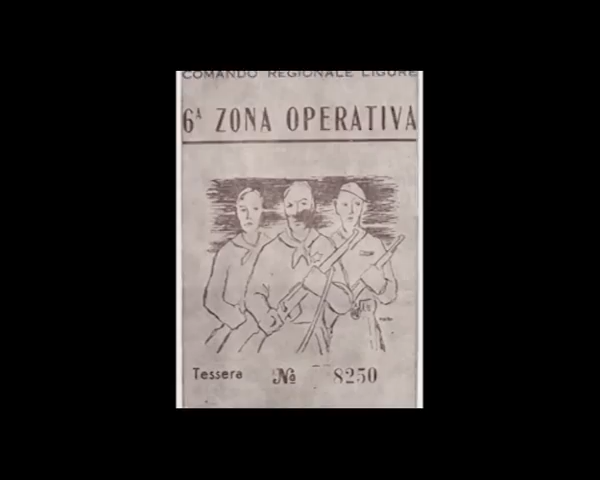 COMANDO REGIONALE LIGURE
6ᴬ ZONA OPERATIVA
Tessera № 8250